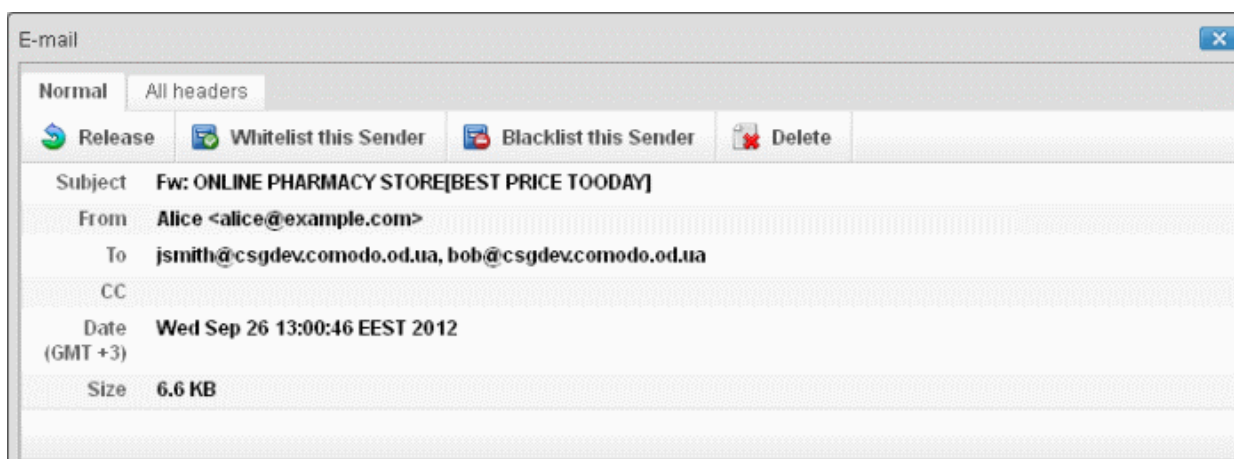 E-mail
Normal All headers
Release Whitelist this Sender Blacklist this Sender Delete
Subject Fw: ONLINE PHARMACY STORE[BEST PRICE TOODAY]
From Alice <alice@example.com>
To jsmith@csgdev.comodo.od.ua, bob@csgdev.comodo.od.ua
CC
Date Wed Sep 26 13:00:46 EEST 2012
(GMT +3)
Size 6.6 KB